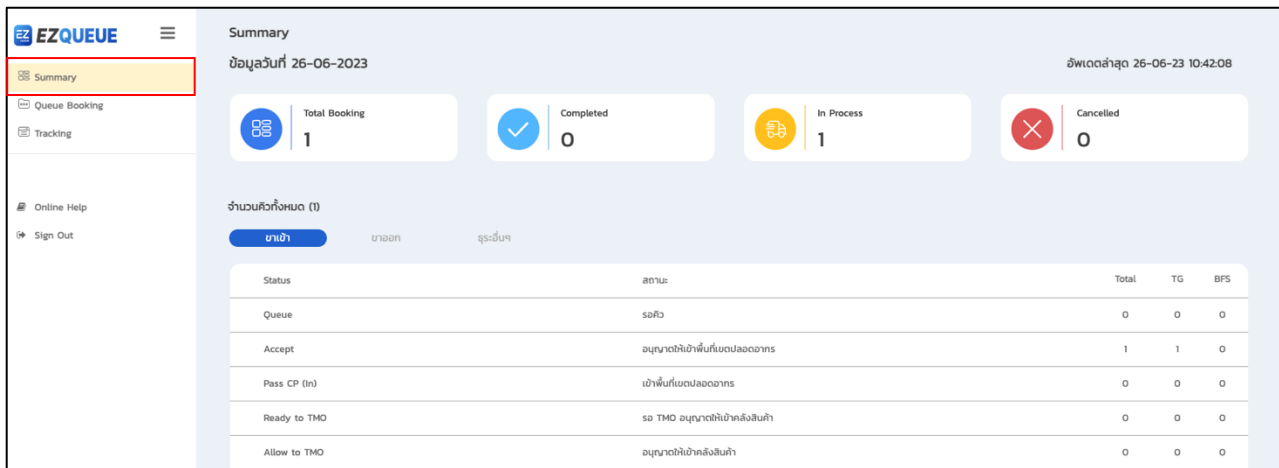 EZ EZQUEUE
Summary
Queue Booking
Tracking
Online Help
Sign Out
Summary
ข้อมูลวันที่ 26-06-2023 อัพเดตล่าสุด 26-06-23 10:42:08
Total Booking
1
Completed
0
In Process
1
Cancelled
0
จำนวนคิวทั้งหมด (1)
ขาเข้า ขาออก ธุระอื่นๆ
Status สถานะ Total TG BFS
Queue รอคิว 0 0 0
Accept อนุญาตให้เข้าพื้นที่เขตปลอดอากร 1 1 0
Pass CP (In) เข้าพื้นที่เขตปลอดอากร 0 0 0
Ready to TMO รอ TMO อนุญาตให้เข้าคลังสินค้า 0 0 0
Allow to TMO อนุญาตให้เข้าคลังสินค้า 0 0 0